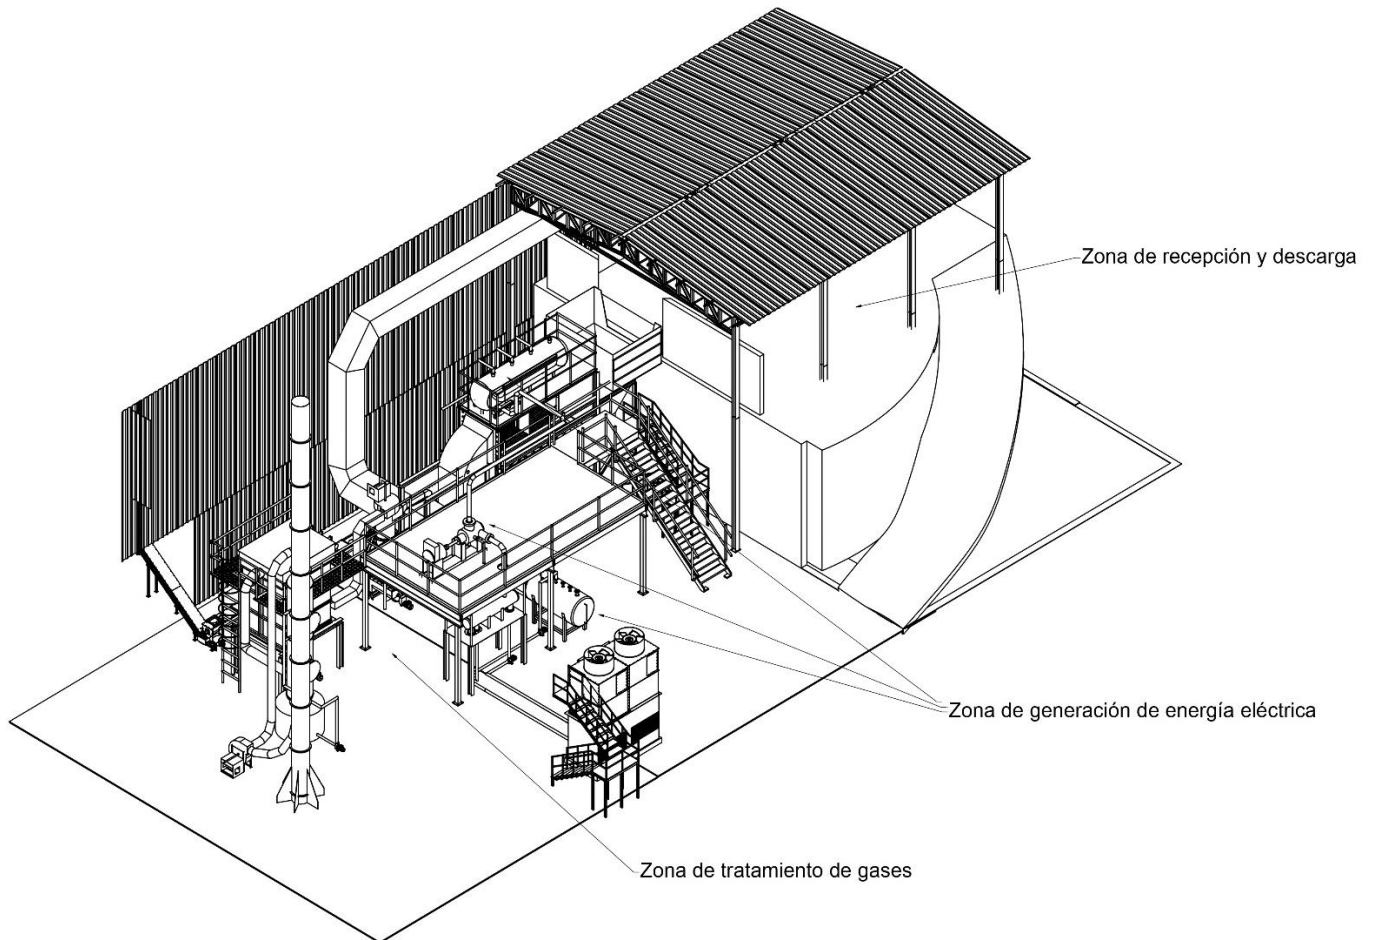 Zona de recepción y descarga
Zona de generación de energía eléctrica
Zona de tratamiento de gases